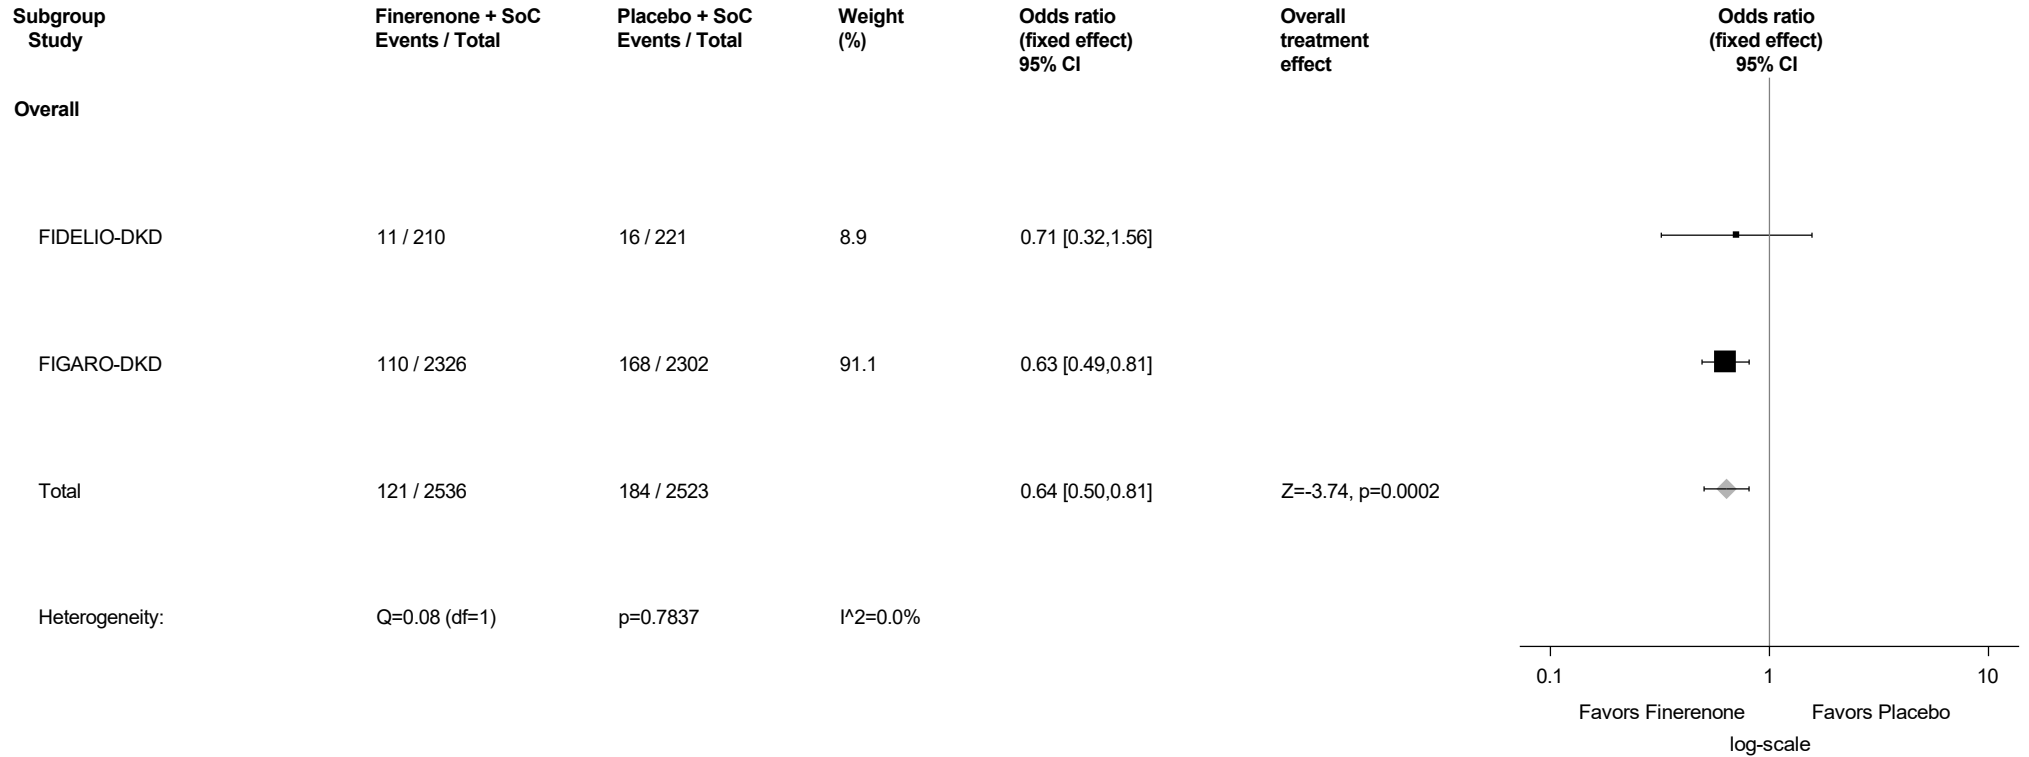 Subgroup Finerenone + SoC Placebo + SoC Weight Odds ratio Overall Odds ratio
Study Events / Total Events / Total (%) (fixed effect) treatment (fixed effect)
95% CI effect 95% CI
Overall
FIDELIO-DKD 11 / 210 16 / 221 8.9 0.71 [0.32,1.56]
FIGARO-DKD 110 / 2326 168 / 2302 91.1 0.63 [0.49,0.81]
Total 121 / 2536 184 / 2523 0.64 [0.50,0.81] Z=-3.74, p=0.0002
Heterogeneity: Q=0.08 (df=1) p=0.7837 I^2=0.0%
0.1 1 10
Favors Finerenone Favors Placebo
log-scale